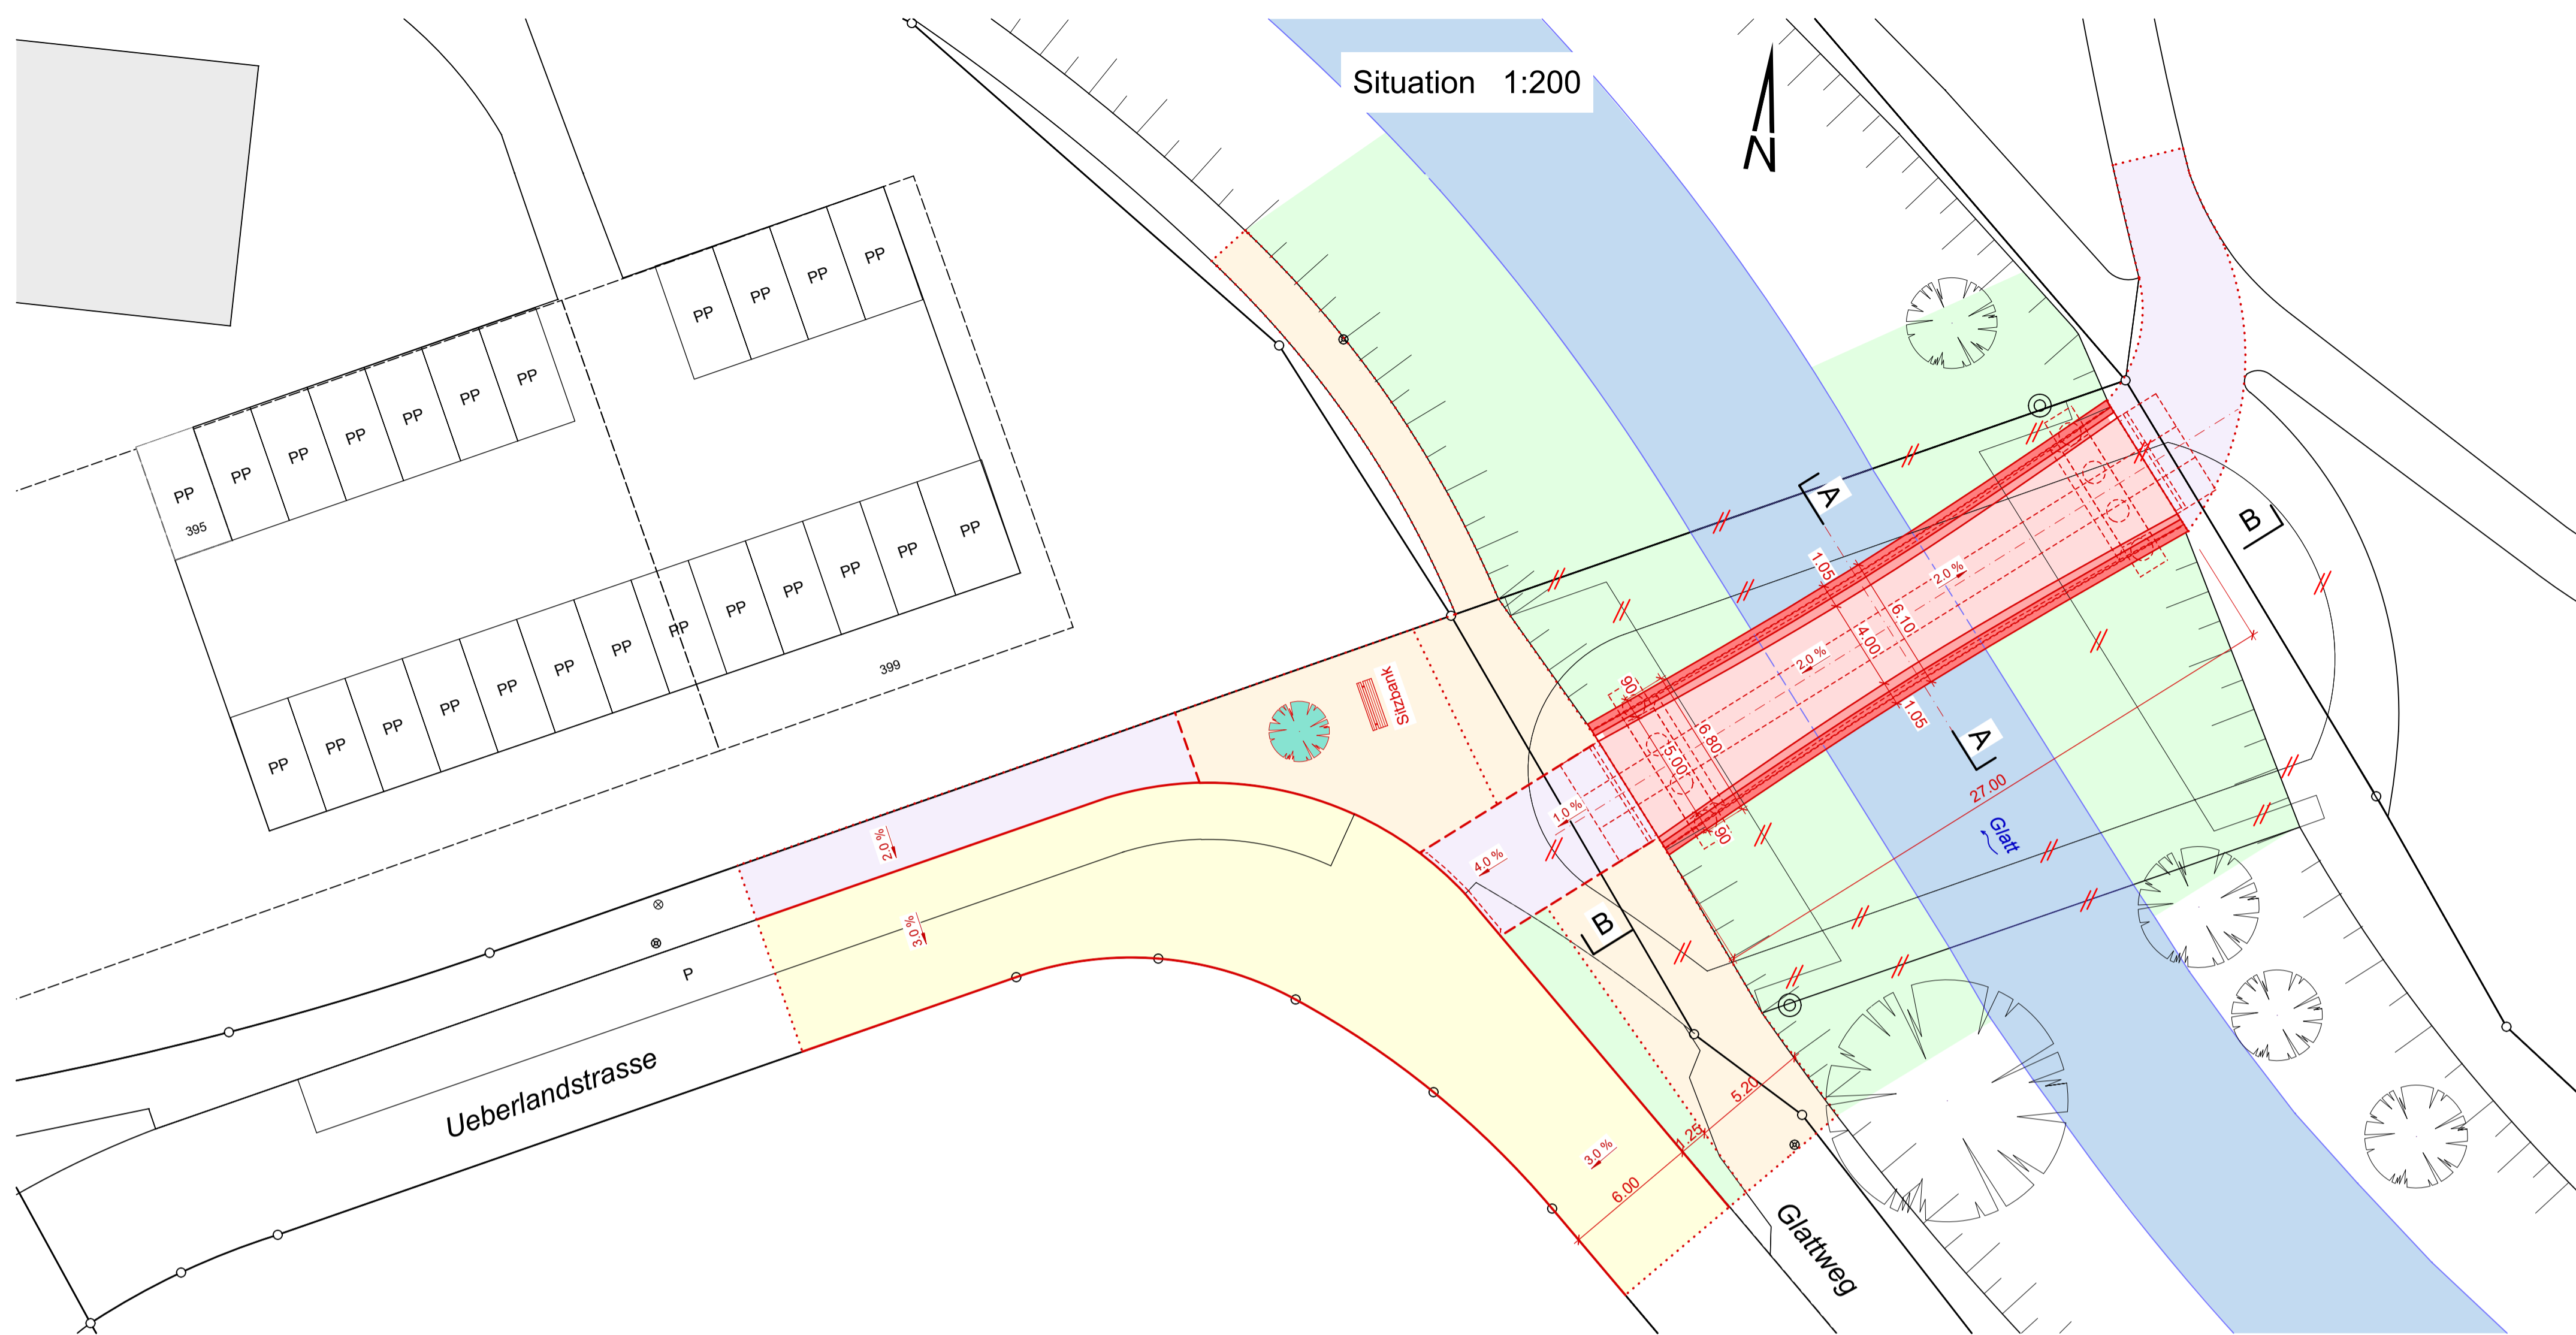 Situation 1:200
N
PP
PP
PP
PP
PP
PP
PP
PP
PP
PP
PP
395
PP
PP
PP
PP
PP
PP
PP
PP
PP
PP
PP
PP
PP
399
A
B
1.05
2.0 %
6.10
4.00
2.0 %
1.05
A
27.00
Glatt
Sitzbank
90
6.80
5.00
90
1.0 %
4.0 %
B
2.0 %
3.0 %
P
Ueberlandstrasse
5.20
1.25
3.0 %
6.00
Glattweg